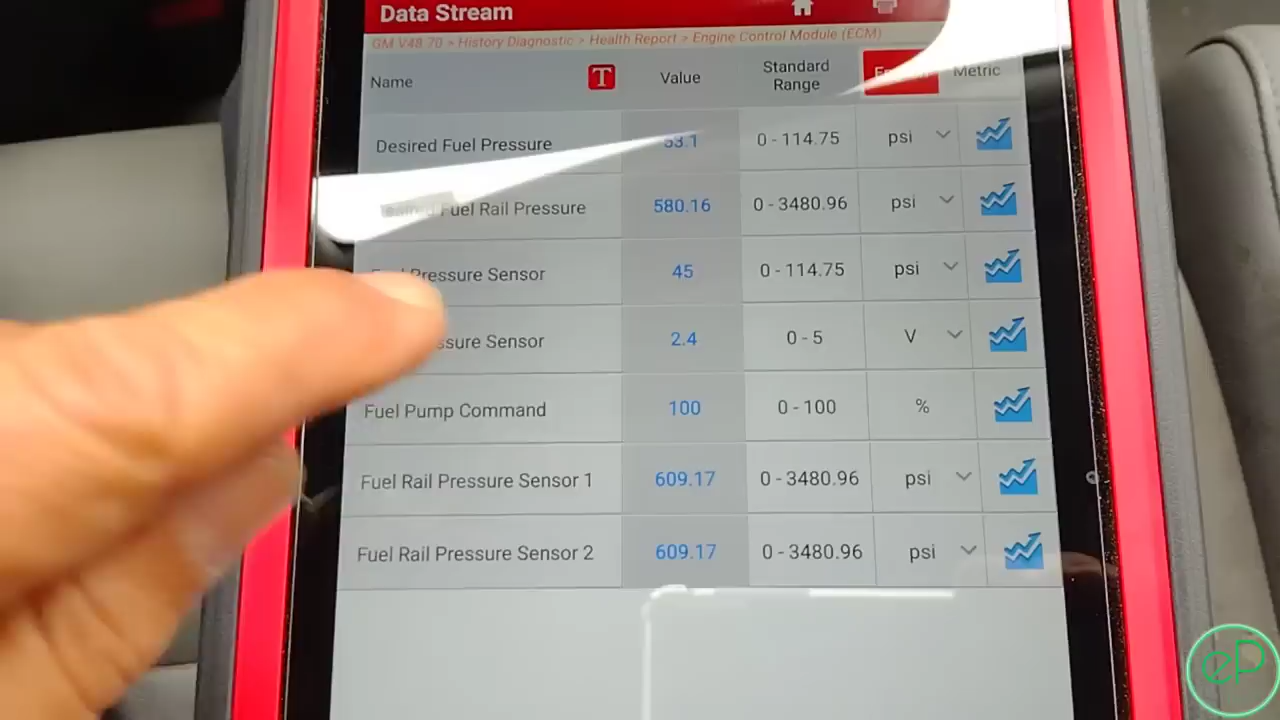 Data Stream
GM V48.70 > History Diagnostic > Health Report > Engine Control Module (ECM)
Name T Value Standard Range Metric
Desired Fuel Pressure 53.1 0 - 114.75 psi
Fuel Rail Pressure 580.16 0 - 3480.96 psi
Pressure Sensor 45 0 - 114.75 psi
Sensor 2.4 0 - 5 V
Fuel Pump Command 100 0 - 100 %
Fuel Rail Pressure Sensor 1 609.17 0 - 3480.96 psi
Fuel Rail Pressure Sensor 2 609.17 0 - 3480.96 psi
eP